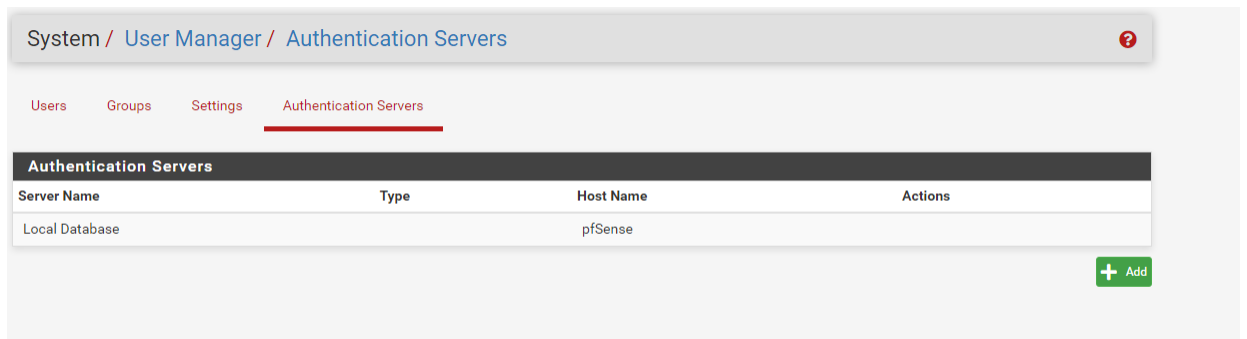 System / User Manager / Authentication Servers
Users Groups Settings Authentication Servers
Authentication Servers
Server Name Type Host Name Actions
Local Database pfSense
Add